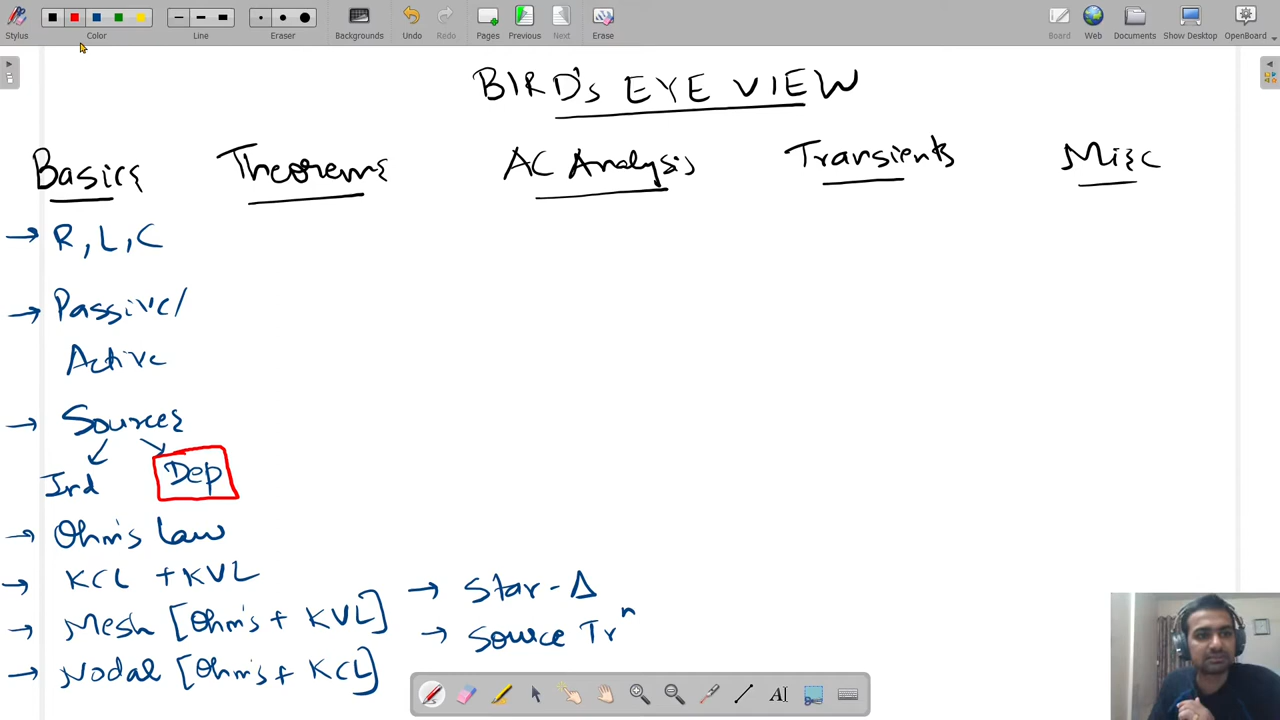 Stylus Color Line Eraser Backgrounds Undo Redo Pages Previous Next Erase Board Web Documents Show Desktop OpenBoard
BIRD's EYE VIEW
Basics Theorems AC Analysis Transients Misc
→ R, L, C
→ Passive/
Active
→ Sources
Ind Dep
→ Ohm's Law
→ KCL + KVL
→ Mesh [Ohm's + KVL]
→ Nodal [Ohm's + KCL]
→ Star - Δ
→ Source Trⁿ